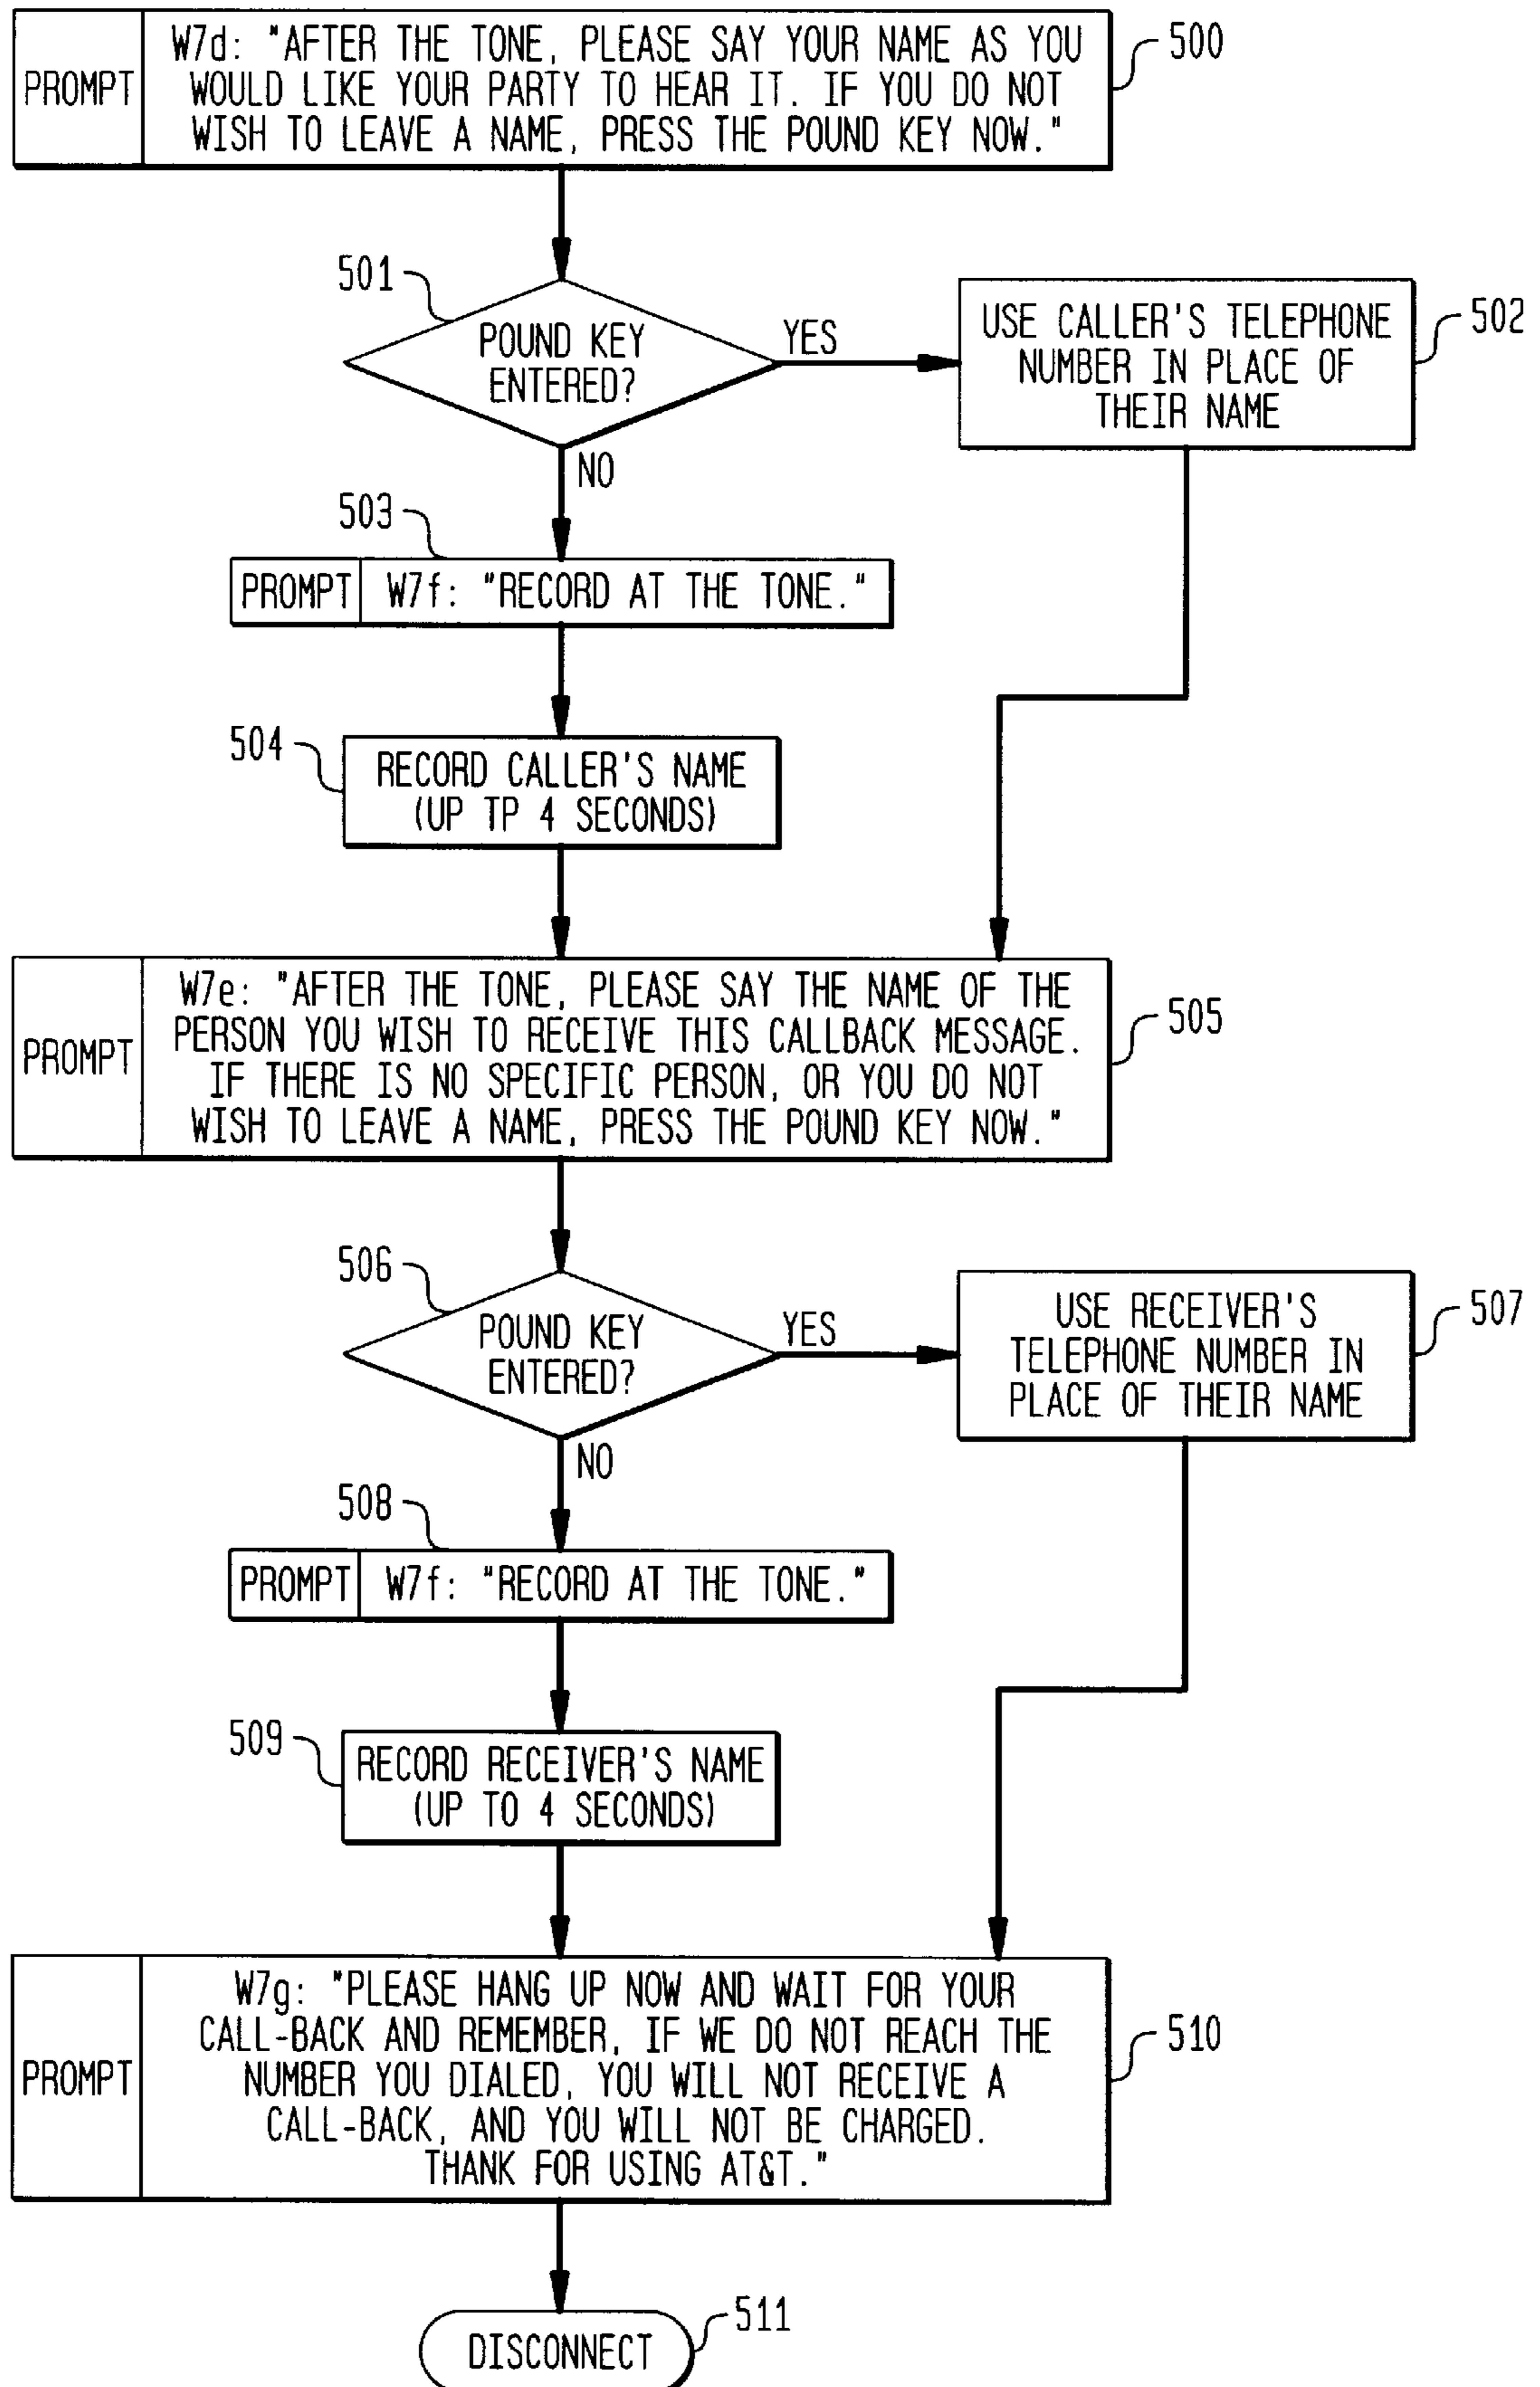 PROMPT
W7d: "AFTER THE TONE, PLEASE SAY YOUR NAME AS YOU
WOULD LIKE YOUR PARTY TO HEAR IT. IF YOU DO NOT
WISH TO LEAVE A NAME, PRESS THE POUND KEY NOW."
500
501
POUND KEY
ENTERED?
YES
NO
USE CALLER'S TELEPHONE
NUMBER IN PLACE OF
THEIR NAME
502
503
PROMPT
W7f: "RECORD AT THE TONE."
504
RECORD CALLER'S NAME
(UP TP 4 SECONDS)
PROMPT
W7e: "AFTER THE TONE, PLEASE SAY THE NAME OF THE
PERSON YOU WISH TO RECEIVE THIS CALLBACK MESSAGE.
IF THERE IS NO SPECIFIC PERSON, OR YOU DO NOT
WISH TO LEAVE A NAME, PRESS THE POUND KEY NOW."
505
506
POUND KEY
ENTERED?
YES
NO
USE RECEIVER'S
TELEPHONE NUMBER IN
PLACE OF THEIR NAME
507
508
PROMPT
W7f: "RECORD AT THE TONE."
509
RECORD RECEIVER'S NAME
(UP TO 4 SECONDS)
PROMPT
W7g: "PLEASE HANG UP NOW AND WAIT FOR YOUR
CALL-BACK AND REMEMBER, IF WE DO NOT REACH THE
NUMBER YOU DIALED, YOU WILL NOT RECEIVE A
CALL-BACK, AND YOU WILL NOT BE CHARGED.
THANK FOR USING AT&T."
510
511
DISCONNECT